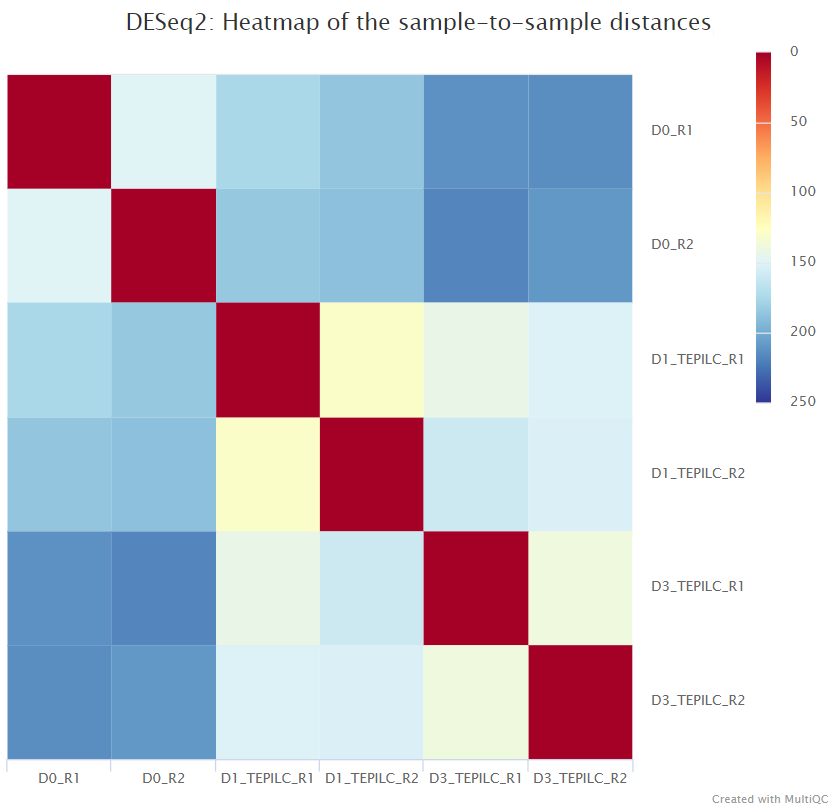 DESeq2: Heatmap of the sample-to-sample distances
0
50
100
150
200
250
D0_R1
D0_R2
D1_TEPILC_R1
D1_TEPILC_R2
D3_TEPILC_R1
D3_TEPILC_R2
D0_R1 D0_R2 D1_TEPILC_R1 D1_TEPILC_R2 D3_TEPILC_R1 D3_TEPILC_R2
Created with MultiQC